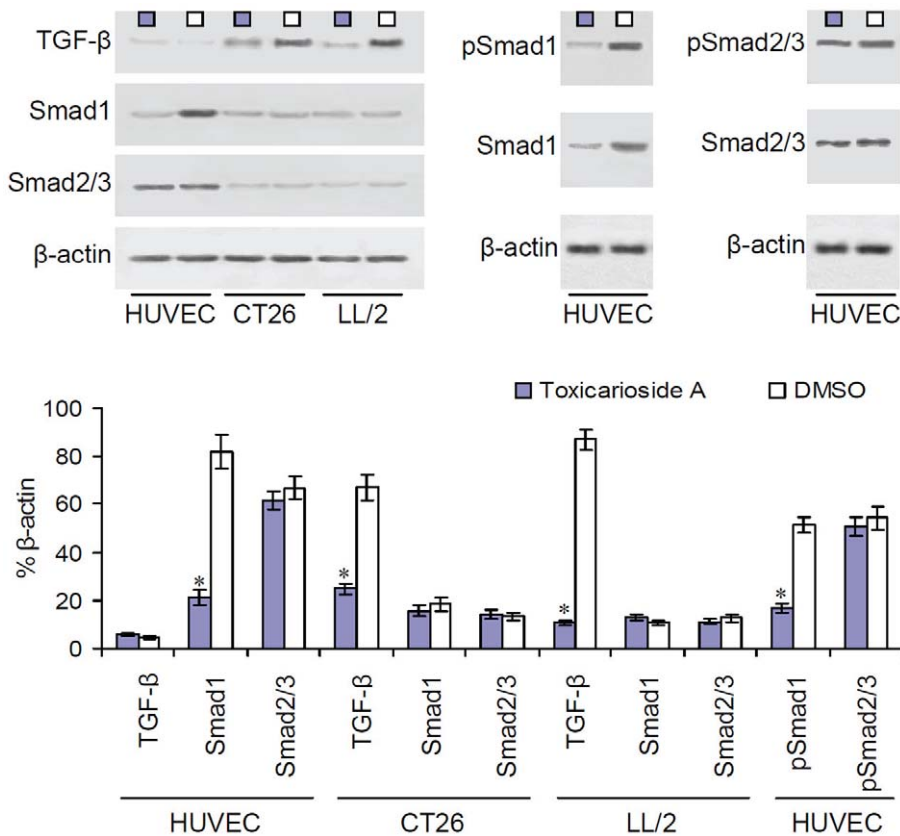 TGF-β
Smad1
Smad2/3
β-actin
HUVEC CT26 LL/2
pSmad1
Smad1
β-actin
HUVEC
pSmad2/3
Smad2/3
β-actin
HUVEC
Toxicarioside A DMSO
% β-actin
100
80
60
40
20
0
* * * *
TGF-β Smad1 Smad2/3 TGF-β Smad1 Smad2/3 TGF-β Smad1 Smad2/3 pSmad1 pSmad2/3
HUVEC CT26 LL/2 HUVEC